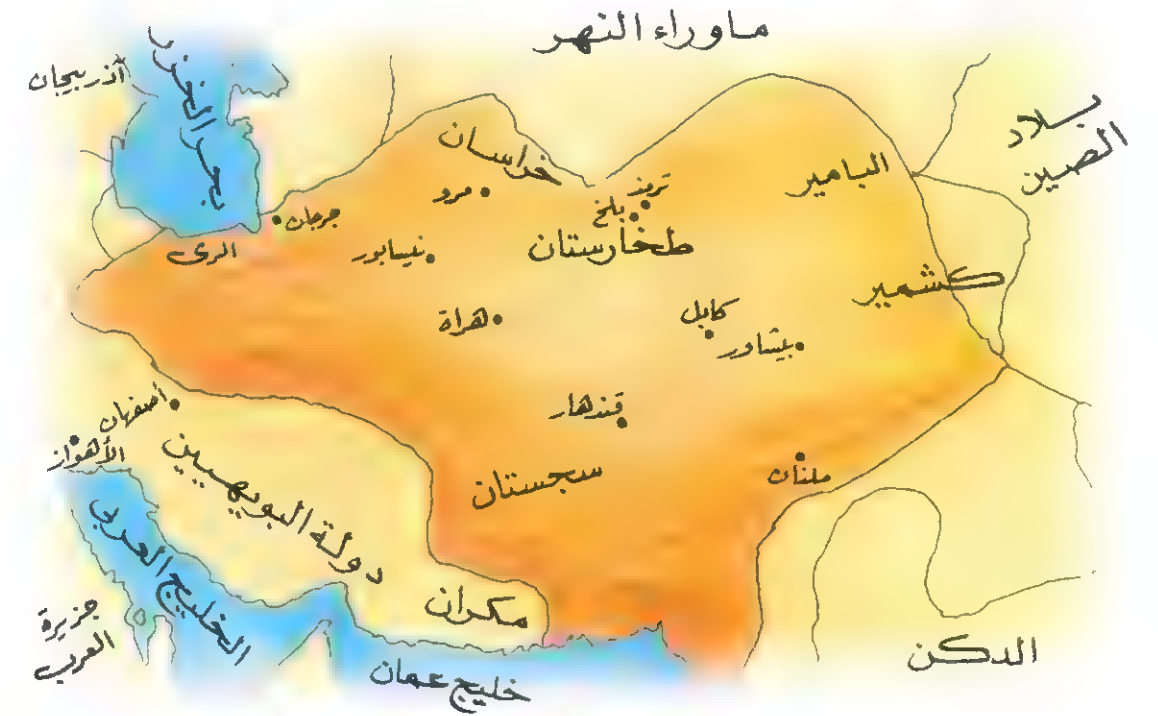 ماوراء النهر
أذربيجان
بحر الخزر
بلاد
الصين
خراسان
البامير
مرو
ترمذ
بلخ
جرجان
الرى
نيسابور
طخارستان
كشمير
هراة
كابل
بيشاور
أصفهان
قندهار
الأهواز
سجستان
ملتان
دولة البويهيين
الخليج العربي
مكران
جزيرة
العرب
خليج عمان
الدكن